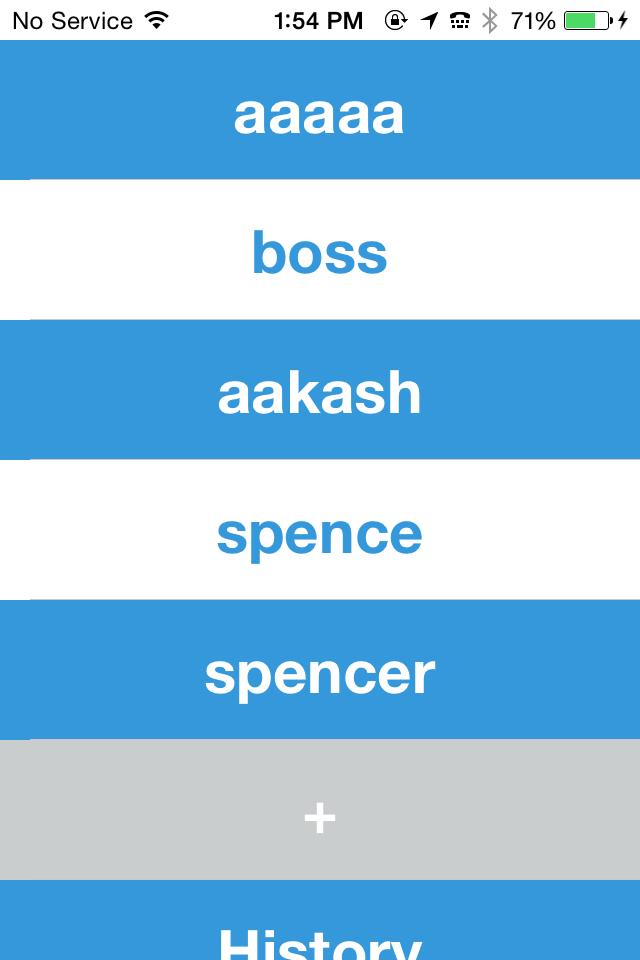 No Service 1:54 PM 71%
aaaaa
boss
aakash
spence
spencer
+
History